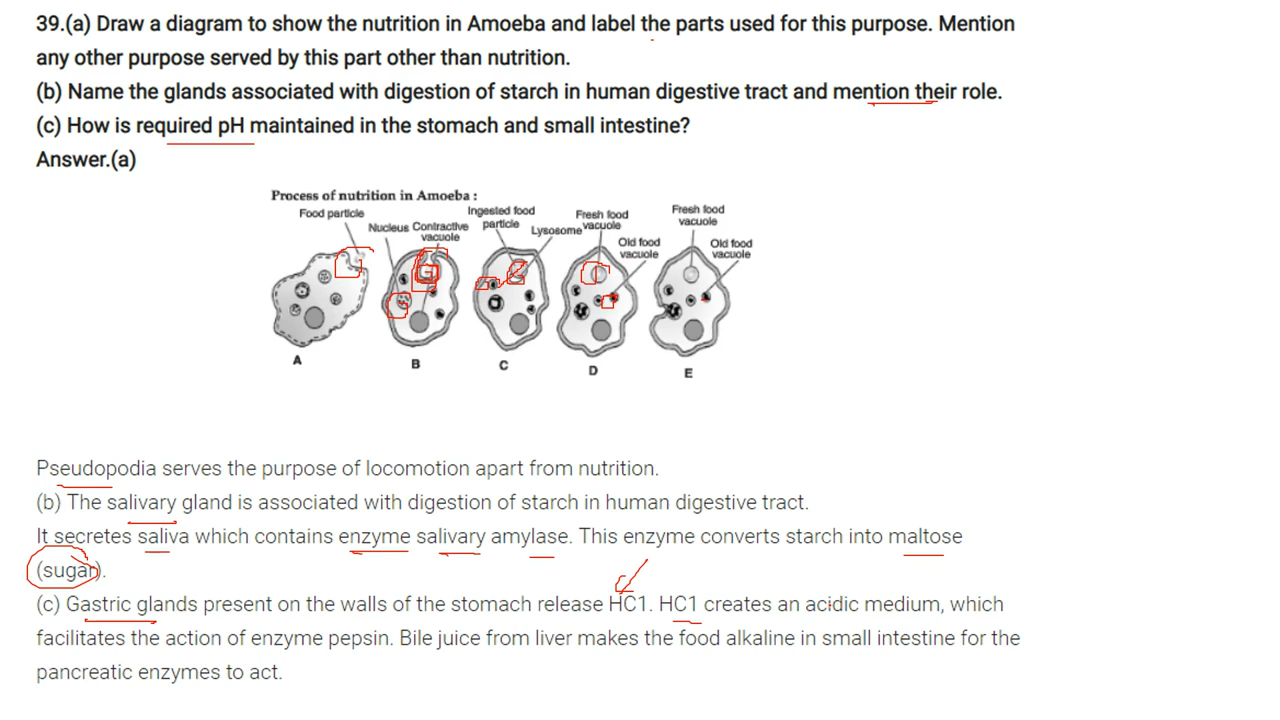 39.(a) Draw a diagram to show the nutrition in Amoeba and label the parts used for this purpose. Mention
any other purpose served by this part other than nutrition.
(b) Name the glands associated with digestion of starch in human digestive tract and mention their role.
(c) How is required pH maintained in the stomach and small intestine?
Answer.(a)
Process of nutrition in Amoeba :
Food particle
Nucleus
Contractive vacuole
Ingested food particle
Lysosome
Fresh food vacuole
Old food vacuole
Fresh food vacuole
Old food vacuole
A
B
C
D
E
Pseudopodia serves the purpose of locomotion apart from nutrition.
(b) The salivary gland is associated with digestion of starch in human digestive tract.
It secretes saliva which contains enzyme salivary amylase. This enzyme converts starch into maltose
(sugar).
(c) Gastric glands present on the walls of the stomach release HC1. HC1 creates an acidic medium, which
facilitates the action of enzyme pepsin. Bile juice from liver makes the food alkaline in small intestine for the
pancreatic enzymes to act.